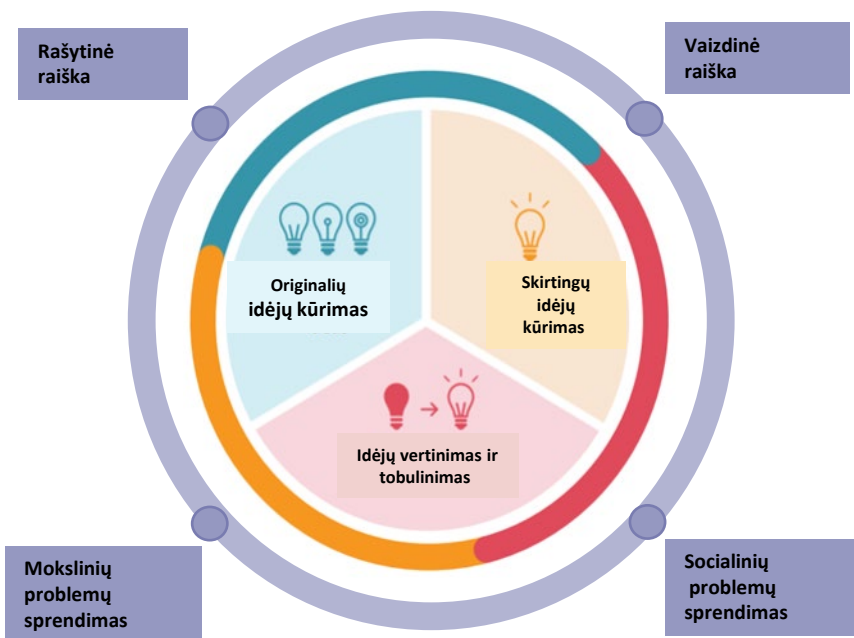 Rašytinė
raiška
Vaizdinė
raiška
Originalių
idėjų kūrimas
Skirtingų
idėjų
kūrimas
Idėjų vertinimas ir
tobulinimas
Mokslinių
problemų
sprendimas
Socialinių
problemų
sprendimas